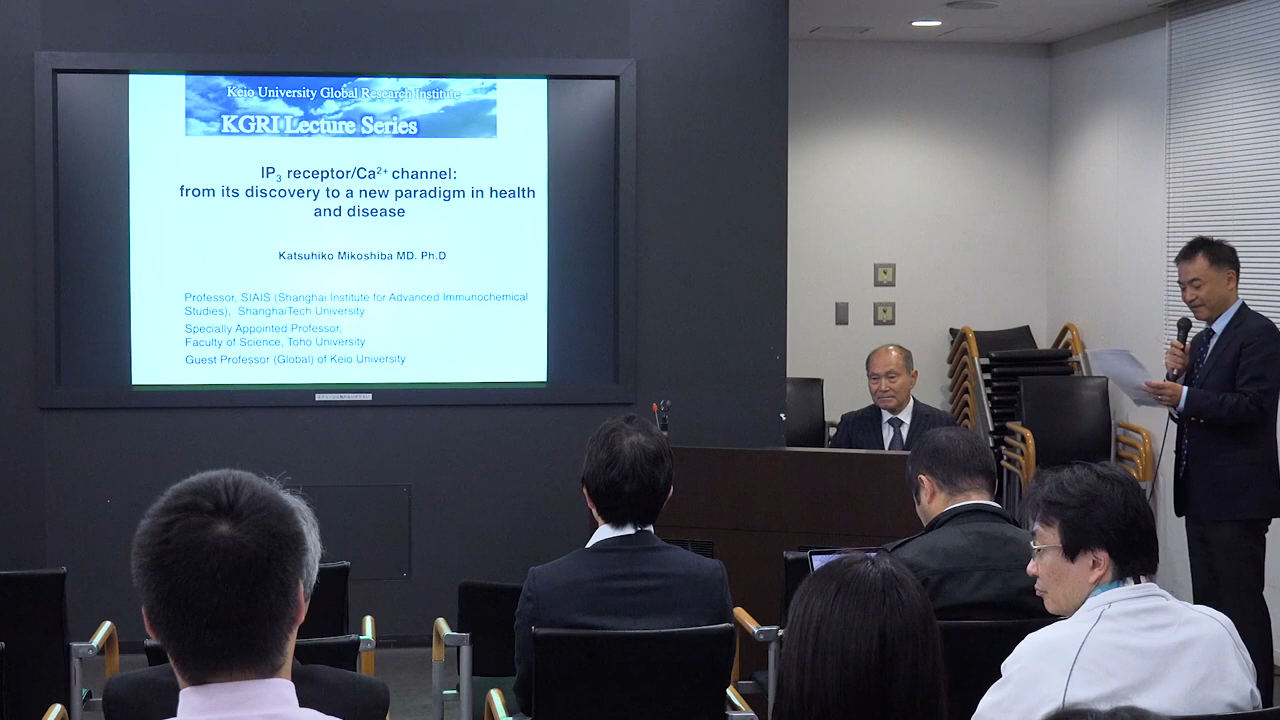 Keio University Global Research Institute
KGRI Lecture Series
IP₃ receptor/Ca²⁺ channel:
from its discovery to a new paradigm in health
and disease
Katsuhiko Mikoshiba MD. Ph.D
Professor, SIAIS (Shanghai Institute for Advanced Immunochemical
Studies), ShanghaiTech University
Specially Appointed Professor,
Faculty of Science, Toho University
Guest Professor (Global) of Keio University